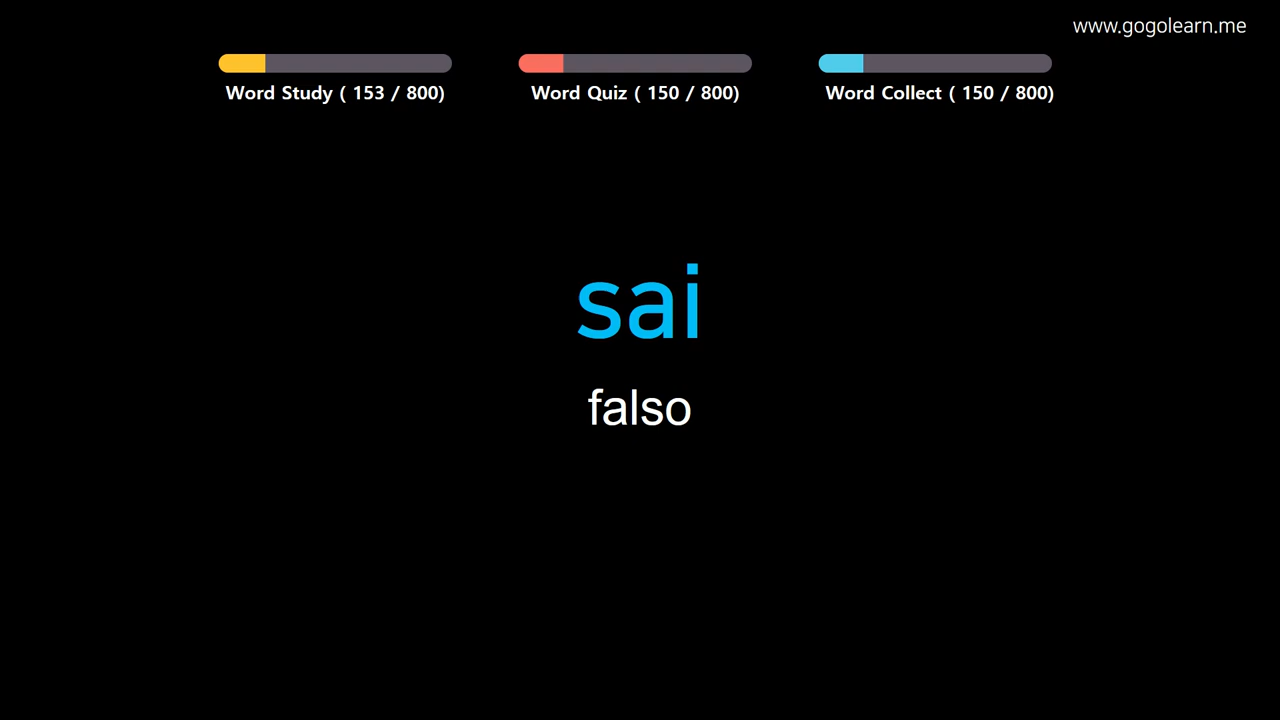 www.gogolearn.me
Word Study ( 153 / 800)
Word Quiz ( 150 / 800)
Word Collect ( 150 / 800)
sai
falso